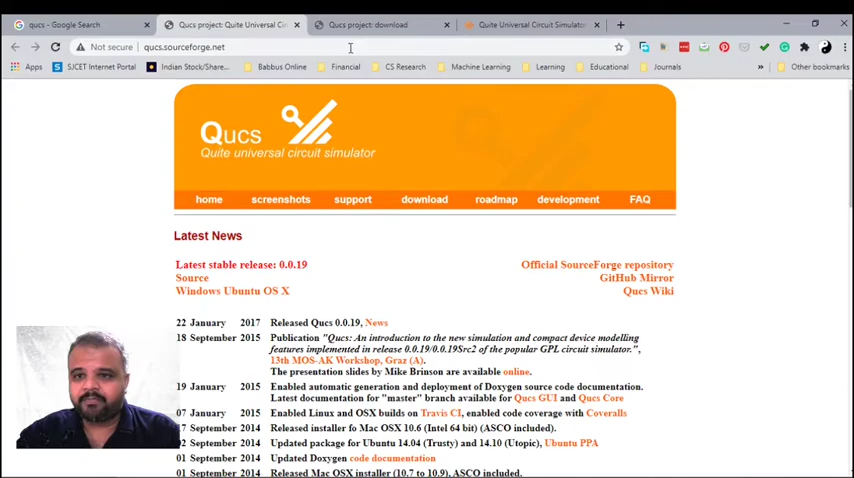 qucs - Google Search
Qucs project: Quite Universal Circ
Qucs project: download
Quite Universal Circuit Simulator
Not secure
qucs.sourceforge.net
Apps
SJCET Internet Portal
Indian Stock/Share...
Babbus Online
Financial
CS Research
Machine Learning
Learning
Educational
Journals
Other bookmarks
Qucs
Quite universal circuit simulator
home
screenshots
support
download
roadmap
development
FAQ
Latest News
Latest stable release: 0.0.19
Source
Windows Ubuntu OS X
Official SourceForge repository
GitHub Mirror
Qucs Wiki
22 January 2017 Released Qucs 0.0.19, News
18 September 2015 Publication "Qucs: An introduction to the new simulation and compact device modelling
features implemented in release 0.0.19/0.0.19Src2 of the popular GPL circuit simulator.",
13th MOS-AK Workshop, Graz (A).
The presentation slides by Mike Brinson are available online.
19 January 2015 Enabled automatic generation and deployment of Doxygen source code documentation.
Latest documentation for "master" branch available for Qucs GUI and Qucs Core
07 January 2015 Enabled Linux and OSX builds on Travis CI, enabled code coverage with Coveralls
17 September 2014 Released installer fo Mac OSX 10.6 (Intel 64 bit) (ASCO included).
02 September 2014 Updated package for Ubuntu 14.04 (Trusty) and 14.10 (Utopic), Ubuntu PPA
01 September 2014 Updated Doxygen code documentation
01 September 2014 Released Mac OSX installer (10.7 to 10.9), ASCO included.